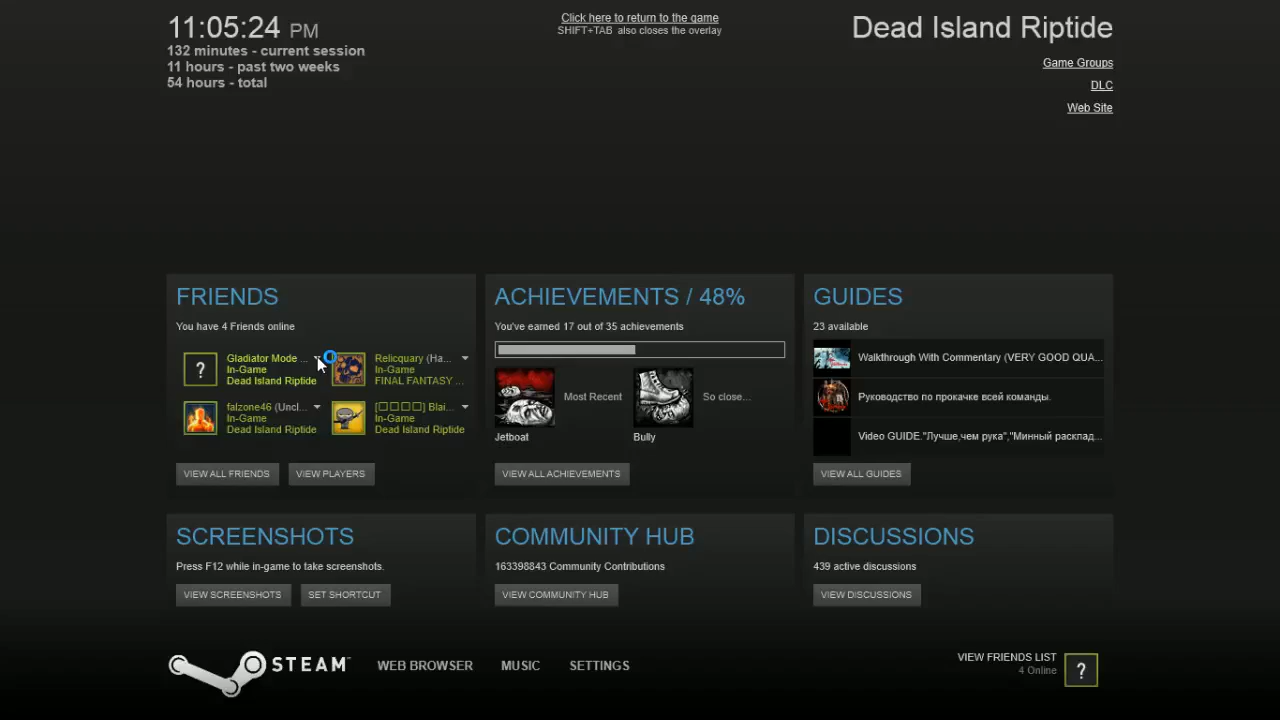 11:05:24 PM
132 minutes - current session
11 hours - past two weeks
54 hours - total
Click here to return to the game
SHIFT+TAB also closes the overlay
Dead Island Riptide
Game Groups
DLC
Web Site
FRIENDS
You have 4 Friends online
Gladiator Mode ...
In-Game
Dead Island Riptide
Relicquary (Ha...
In-Game
FINAL FANTASY ...
falzone46 (Uncl...
In-Game
Dead Island Riptide
[□□□□] Blai...
In-Game
Dead Island Riptide
VIEW ALL FRIENDS
VIEW PLAYERS
ACHIEVEMENTS / 48%
You've earned 17 out of 35 achievements
Most Recent
So close...
Jetboat
Bully
VIEW ALL ACHIEVEMENTS
GUIDES
23 available
Walkthrough With Commentary (VERY GOOD QUA...
Руководство по прокачке всей команды.
Video GUIDE."Лучше,чем рука","Минный расклад...
VIEW ALL GUIDES
SCREENSHOTS
Press F12 while in-game to take screenshots.
VIEW SCREENSHOTS
SET SHORTCUT
COMMUNITY HUB
163398843 Community Contributions
VIEW COMMUNITY HUB
DISCUSSIONS
439 active discussions
VIEW DISCUSSIONS
STEAM™
WEB BROWSER
MUSIC
SETTINGS
VIEW FRIENDS LIST
4 Online